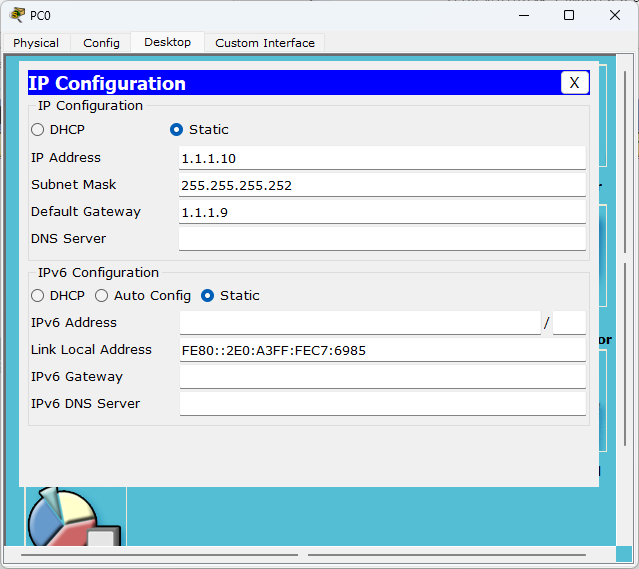 PC0
Physical Config Desktop Custom Interface
IP Configuration X
IP Configuration
DHCP Static
IP Address 1.1.1.10
Subnet Mask 255.255.255.252
Default Gateway 1.1.1.9
DNS Server
IPv6 Configuration
DHCP Auto Config Static
IPv6 Address /
Link Local Address FE80::2E0:A3FF:FEC7:6985
IPv6 Gateway
IPv6 DNS Server